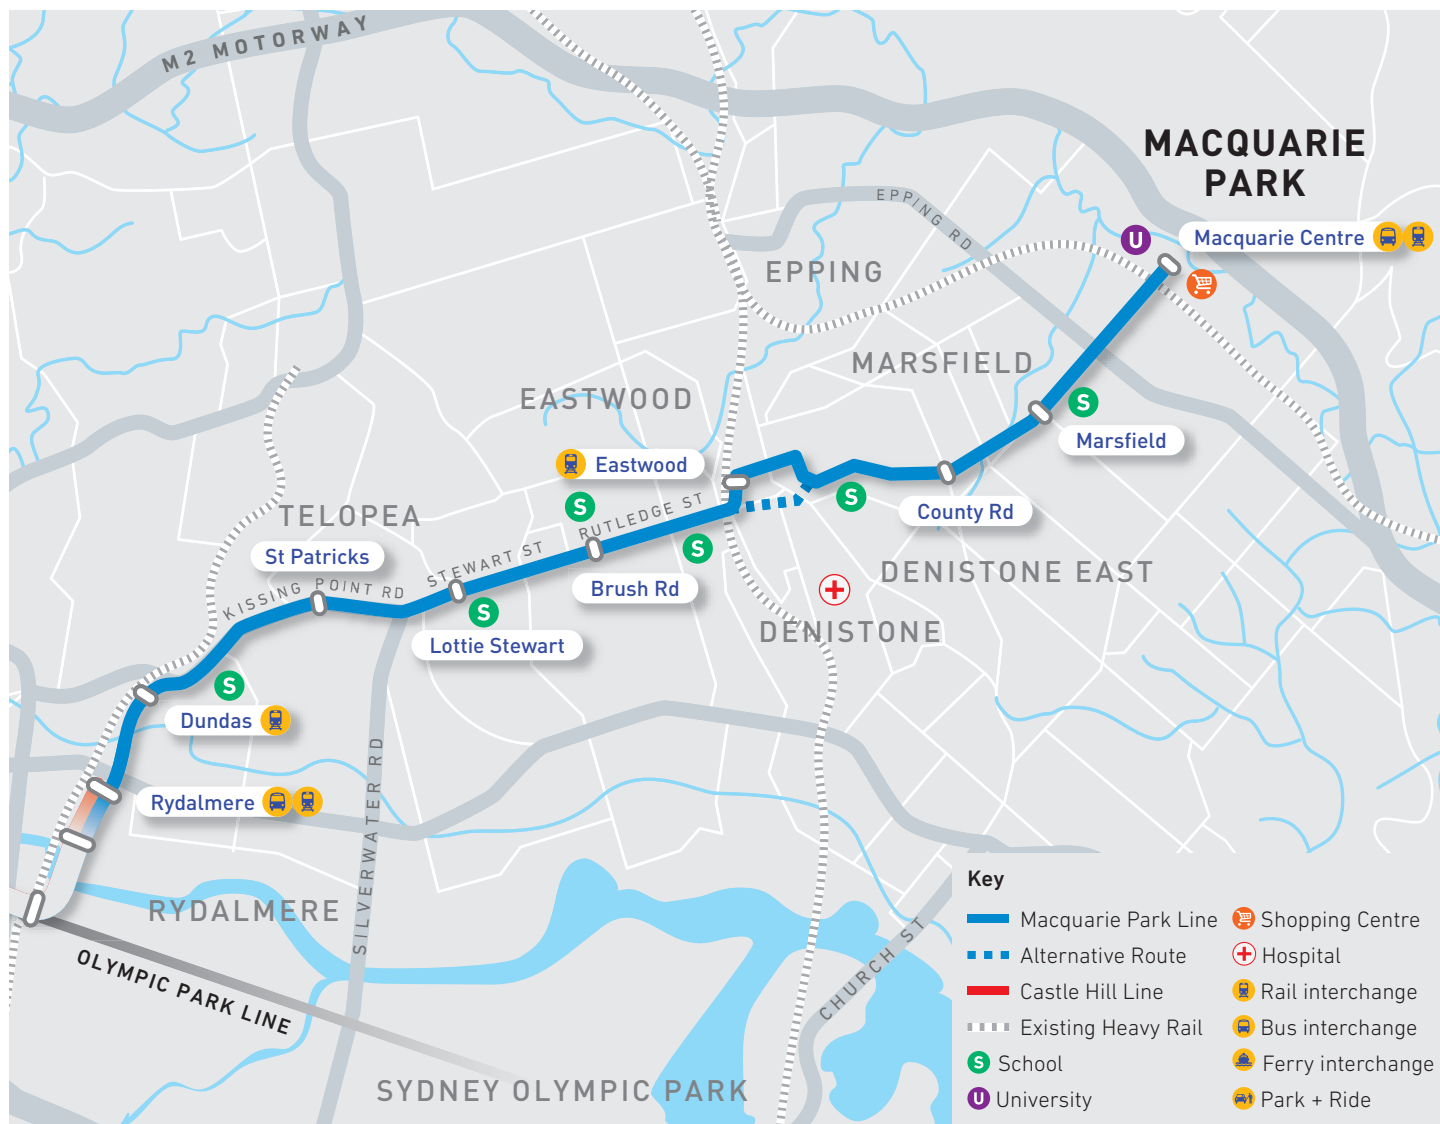 M2 MOTORWAY
MACQUARIE
PARK
EPPING RD
U
Macquarie Centre
EPPING
MARSFIELD
EASTWOOD
S
Marsfield
Eastwood
S
RUTLEDGE ST
S
County Rd
TELOPEA
St Patricks
STEWART ST
S
Brush Rd
DENISTONE EAST
KISSING POINT RD
S
DENISTONE
Lottie Stewart
S
Dundas
SILVERWATER RD
Rydalmere
RYDALMERE
OLYMPIC PARK LINE
CHURCH ST
SYDNEY OLYMPIC PARK
Key
Macquarie Park Line
Alternative Route
Castle Hill Line
Existing Heavy Rail
S School
U University
Shopping Centre
Hospital
Rail interchange
Bus interchange
Ferry interchange
Park + Ride